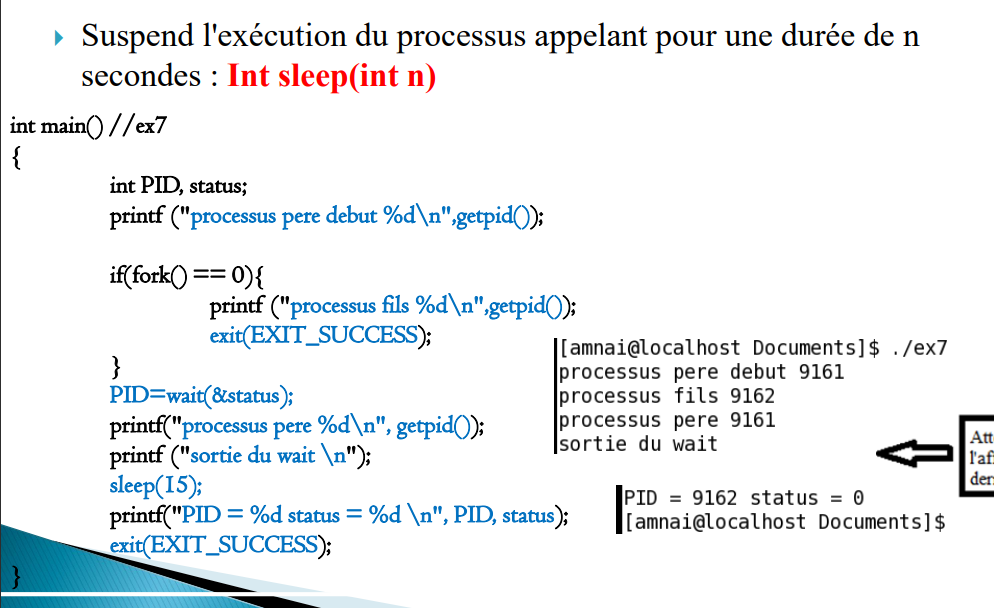 Suspend l'exécution du processus appelant pour une durée de n
secondes : Int sleep(int n)
int main() //ex7
{
int PID, status;
printf ("processus pere debut %d\n",getpid());
if(fork() == 0){
printf ("processus fils %d\n",getpid());
exit(EXIT_SUCCESS);
}
PID=wait(&status);
printf("processus pere %d\n", getpid());
printf ("sortie du wait \n");
sleep(15);
printf("PID = %d status = %d \n", PID, status);
exit(EXIT_SUCCESS);
}
[amnai@localhost Documents]$ ./ex7
processus pere debut 9161
processus fils 9162
processus pere 9161
sortie du wait
PID = 9162 status = 0
[amnai@localhost Documents]$